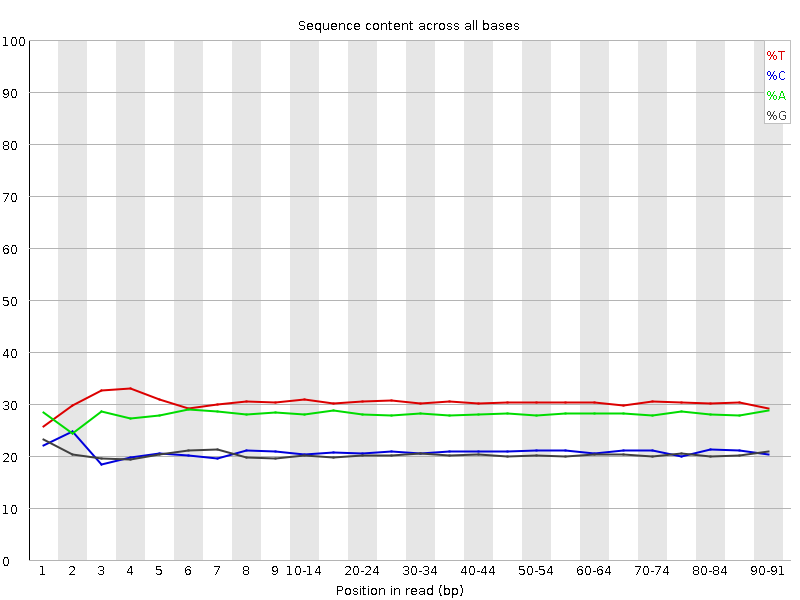 Sequence content across all bases
100
90
80
70
60
50
40
30
20
10
0
%T
%C
%A
%G
1 2 3 4 5 6 7 8 9 10-14 20-24 30-34 40-44 50-54 60-64 70-74 80-84 90-91
Position in read (bp)